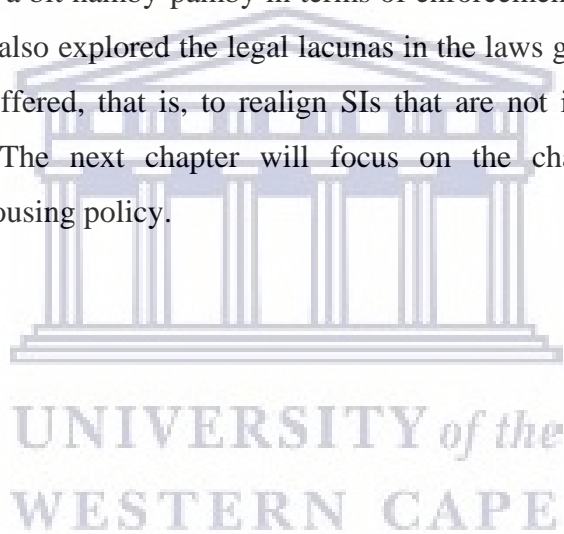 a bit namby-pamby in terms of enforcement
also explored the legal lacunas in the laws g
ffered, that is, to realign SIs that are not i
The next chapter will focus on the cha
ousing policy.
UNIVERSITY of the
WESTERN CAPE